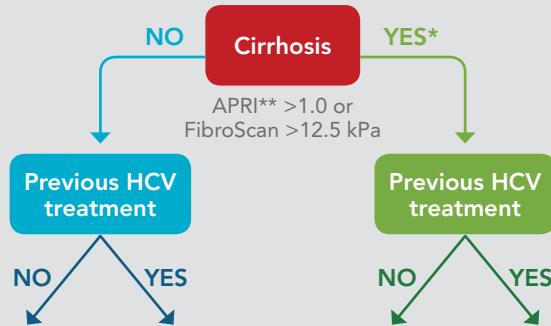 NO
Cirrhosis
YES*
APRI** >1.0 or
FibroScan >12.5 kPa
Previous HCV
treatment
Previous HCV
treatment
NO
YES
NO
YES